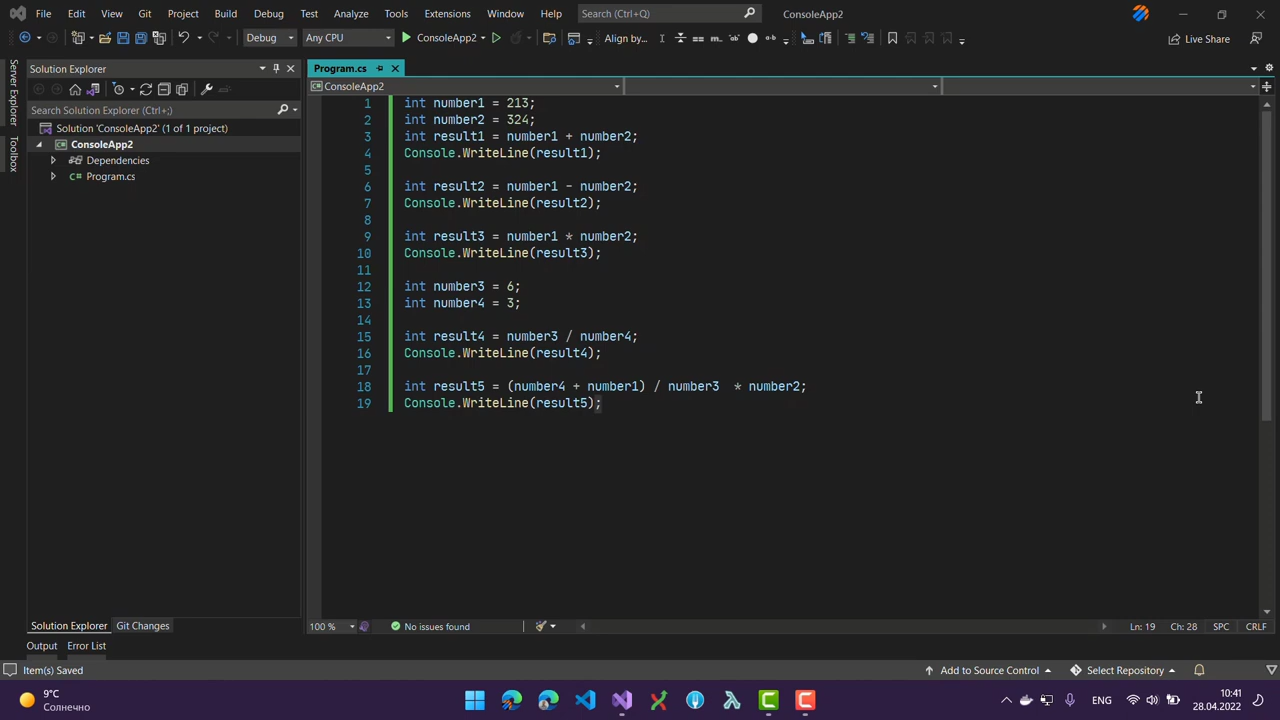 File Edit View Git Project Build Debug Test Analyze Tools Extensions Window Help Search (Ctrl+Q) ConsoleApp2
Debug Any CPU ConsoleApp2 Align by... Live Share
Server Explorer
Toolbox
Solution Explorer
Search Solution Explorer (Ctrl+;)
Solution 'ConsoleApp2' (1 of 1 project)
ConsoleApp2
Dependencies
C# Program.cs
Solution Explorer Git Changes
Program.cs
C# ConsoleApp2
1 int number1 = 213;
2 int number2 = 324;
3 int result1 = number1 + number2;
4 Console.WriteLine(result1);
5
6 int result2 = number1 - number2;
7 Console.WriteLine(result2);
8
9 int result3 = number1 * number2;
10 Console.WriteLine(result3);
11
12 int number3 = 6;
13 int number4 = 3;
14
15 int result4 = number3 / number4;
16 Console.WriteLine(result4);
17
18 int result5 = (number4 + number1) / number3  * number2;
19 Console.WriteLine(result5);
100 % No issues found Ln: 19 Ch: 28 SPC CRLF
Output Error List
Item(s) Saved Add to Source Control Select Repository
9°C
Солнечно
ENG
10:41
28.04.2022